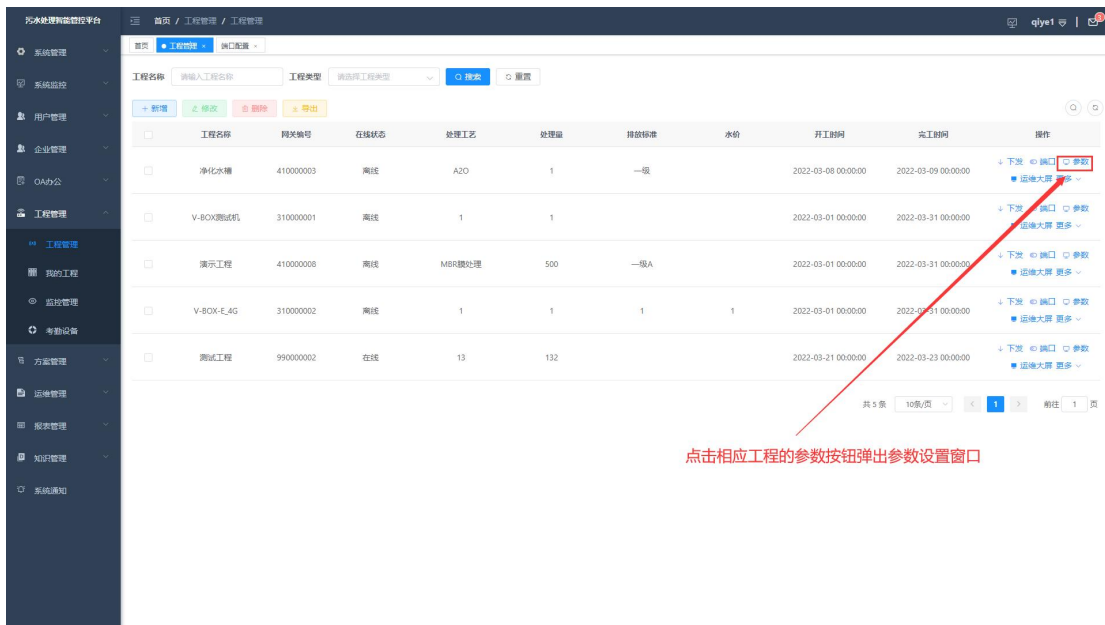 污水处理智能管控平台
首页 / 工程管理 / 工程管理
qiye1
系统管理
系统监控
用户管理
企业管理
OA办公
工程管理
工程管理
我的工程
监控管理
考勤设备
方案管理
运维管理
报表管理
知识管理
系统通知
首页 工程管理 × 端口配置 ×
工程名称 请输入工程名称 工程类型 请选择工程类型 搜索 重置
+ 新增 修改 删除 导出
工程名称 网关编号 在线状态 处理工艺 处理量 排放标准 水价 开工时间 完工时间 操作
净化水槽 410000003 离线 A2O 1 一级 2022-03-08 00:00:00 2022-03-09 00:00:00 下发 端口 参数
运维大屏 更多
V-BOX测试机 310000001 离线 1 1 2022-03-01 00:00:00 2022-03-31 00:00:00 下发 参数
运维大屏 更多
演示工程 410000008 离线 MBR膜处理 500 一级A 2022-03-01 00:00:00 2022-03-31 00:00:00 下发 端口 参数
运维大屏 更多
V-BOX-E_4G 310000002 离线 1 1 1 1 2022-03-01 00:00:00 2022-03-31 00:00:00 下发 端口 参数
运维大屏 更多
测试工程 990000002 在线 13 132 2022-03-21 00:00:00 2022-03-23 00:00:00 下发 端口 参数
运维大屏 更多
共 5 条 10条/页 < 1 > 前往 1 页
点击相应工程的参数按钮弹出参数设置窗口